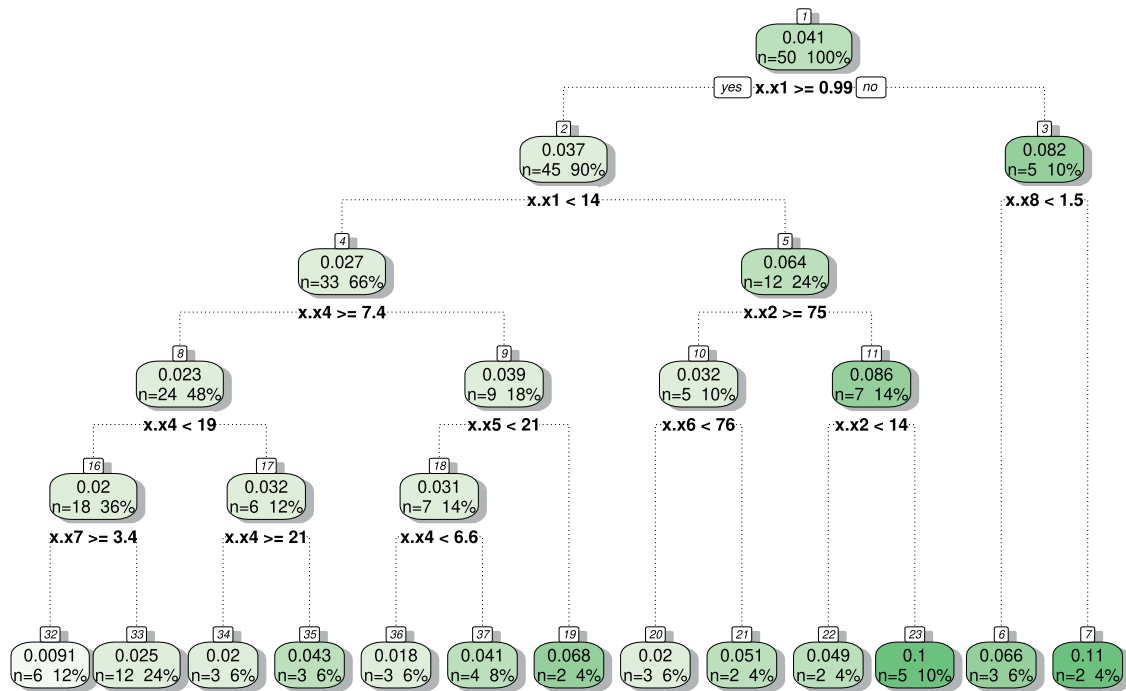 1
0.041
n=50 100%
yes x.x1 >= 0.99 no
2 3
0.037 0.082
n=45 90% n=5 10%
x.x1 < 14 x.x8 < 1.5
4 5
0.027 0.064
n=33 66% n=12 24%
x.x4 >= 7.4 x.x2 >= 75
8 9 10 11
0.023 0.039 0.032 0.086
n=24 48% n=9 18% n=5 10% n=7 14%
x.x4 < 19 x.x5 < 21 x.x6 < 76 x.x2 < 14
16 17 18
0.02 0.032 0.031
n=18 36% n=6 12% n=7 14%
x.x7 >= 3.4 x.x4 >= 21 x.x4 < 6.6
32 33 34 35 36 37 19 20 21 22 23 6 7
0.0091 0.025 0.02 0.043 0.018 0.041 0.068 0.02 0.051 0.049 0.1 0.066 0.11
n=6 12% n=12 24% n=3 6% n=3 6% n=3 6% n=4 8% n=2 4% n=3 6% n=2 4% n=2 4% n=5 10% n=3 6% n=2 4%